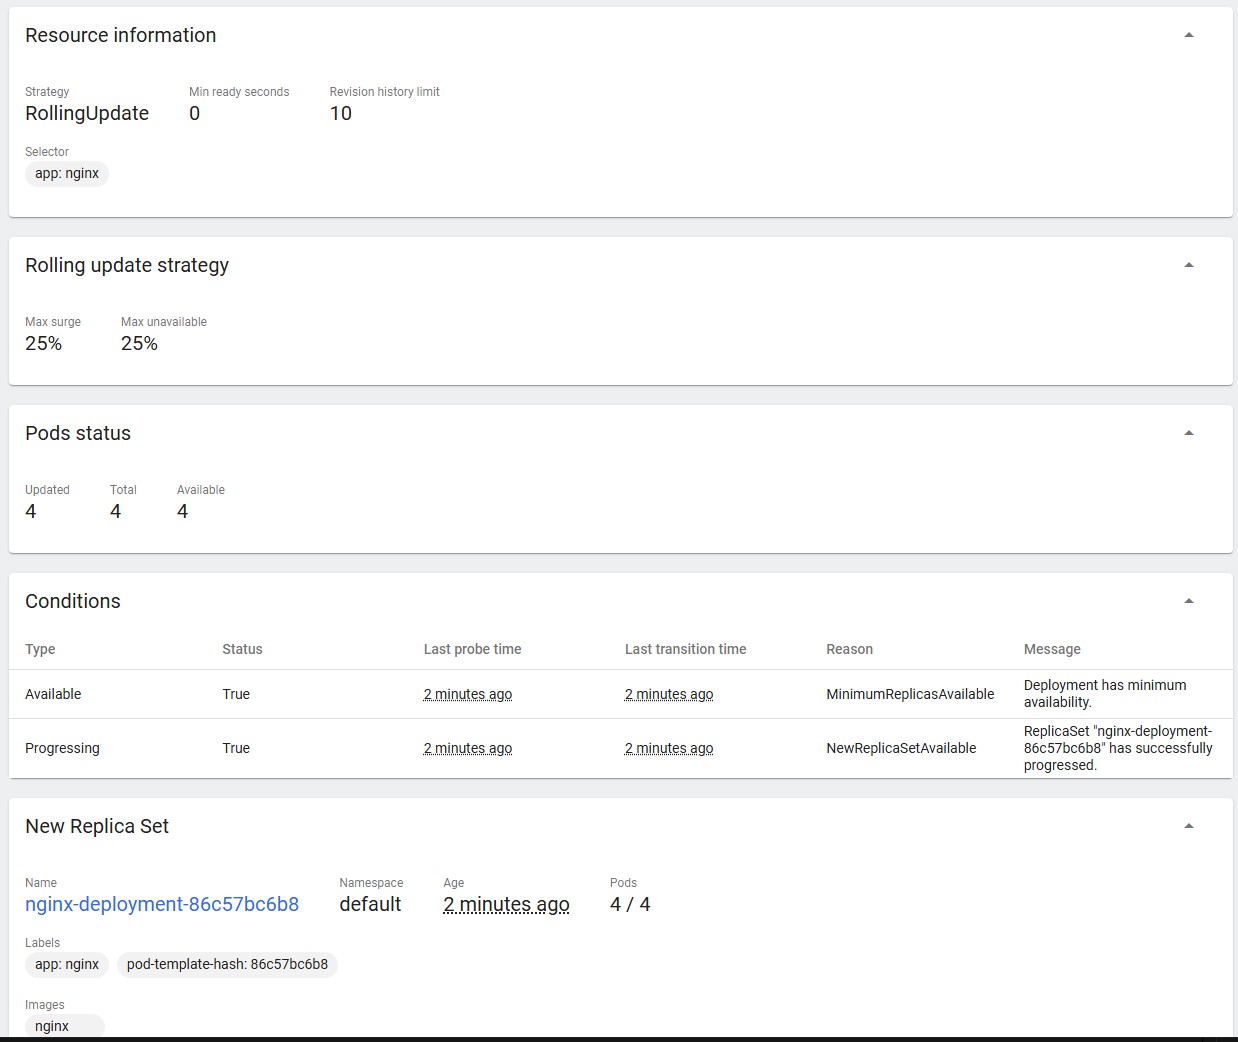 Resource information
Strategy Min ready seconds Revision history limit
RollingUpdate 0 10
Selector
app: nginx
Rolling update strategy
Max surge Max unavailable
25% 25%
Pods status
Updated Total Available
4 4 4
Conditions
Type Status Last probe time Last transition time Reason Message
Available True 2 minutes ago 2 minutes ago MinimumReplicasAvailable Deployment has minimum
availability.
Progressing True 2 minutes ago 2 minutes ago NewReplicaSetAvailable ReplicaSet "nginx-deployment-
86c57bc6b8" has successfully
progressed.
New Replica Set
Name Namespace Age Pods
nginx-deployment-86c57bc6b8 default 2 minutes ago 4 / 4
Labels
app: nginx pod-template-hash: 86c57bc6b8
Images
nginx